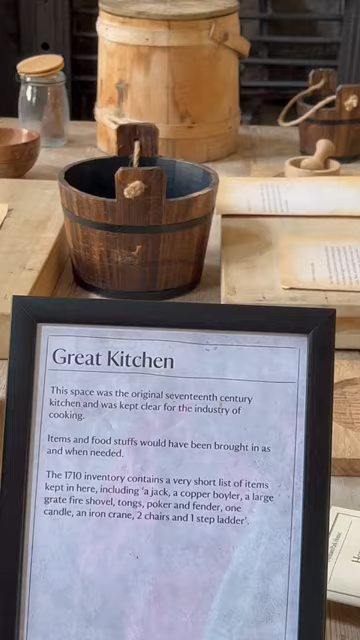 Great Kitchen
This space was the original seventeenth century
kitchen and was kept clear for the industry of
cooking.
Items and food stuffs would have been brought in as
and when needed.
The 1710 inventory contains a very short list of items
kept in here, including ‘a jack, a copper boyler, a large
grate fire shovel, tongs, poker and fender, one
candle, an iron crane, 2 chairs and 1 step ladder’.